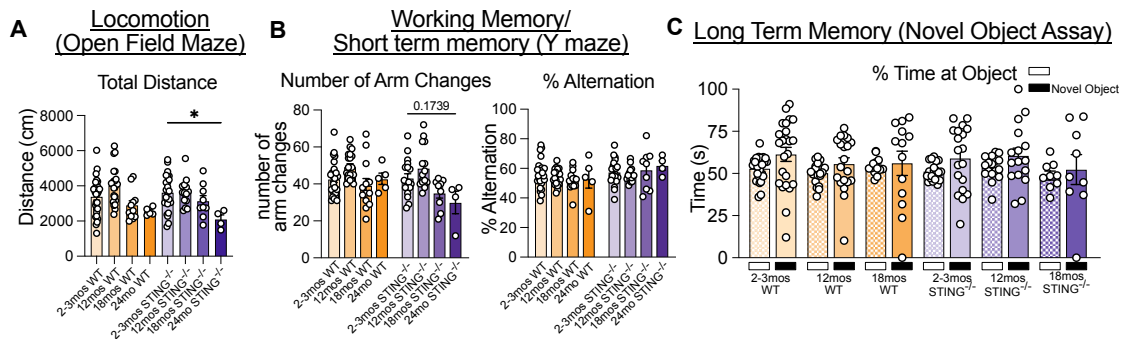 A
Locomotion
(Open Field Maze)
Total Distance
Distance (cm)
8000
6000
4000
2000
0
*
2-3mos WT
12mos WT
18mos WT
24mo WT
2-3mos STING-/-
12mos STING-/-
18mos STING-/-
24mo STING-/-
B
Working Memory/
Short term memory (Y maze)
Number of Arm Changes
number of
arm changes
80
60
40
20
0
0.1739
2-3mos WT
12mos WT
18mos WT
24mo WT
2-3mos STING-/-
12mos STING-/-
18mos STING-/-
24mo STING-/-
% Alternation
% Alternation
100
80
60
40
20
0
2-3mos WT
12mos WT
18mos WT
24mo WT
2-3mos STING-/-
12mos STING-/-
18mos STING-/-
24mo STING-/-
C
Long Term Memory (Novel Object Assay)
% Time at Object
Novel Object
Time (s)
100
75
50
25
0
2-3mos
WT
12mos
WT
18mos
WT
2-3mos
STING-/-
12mos
STING-/-
18mos
STING-/-